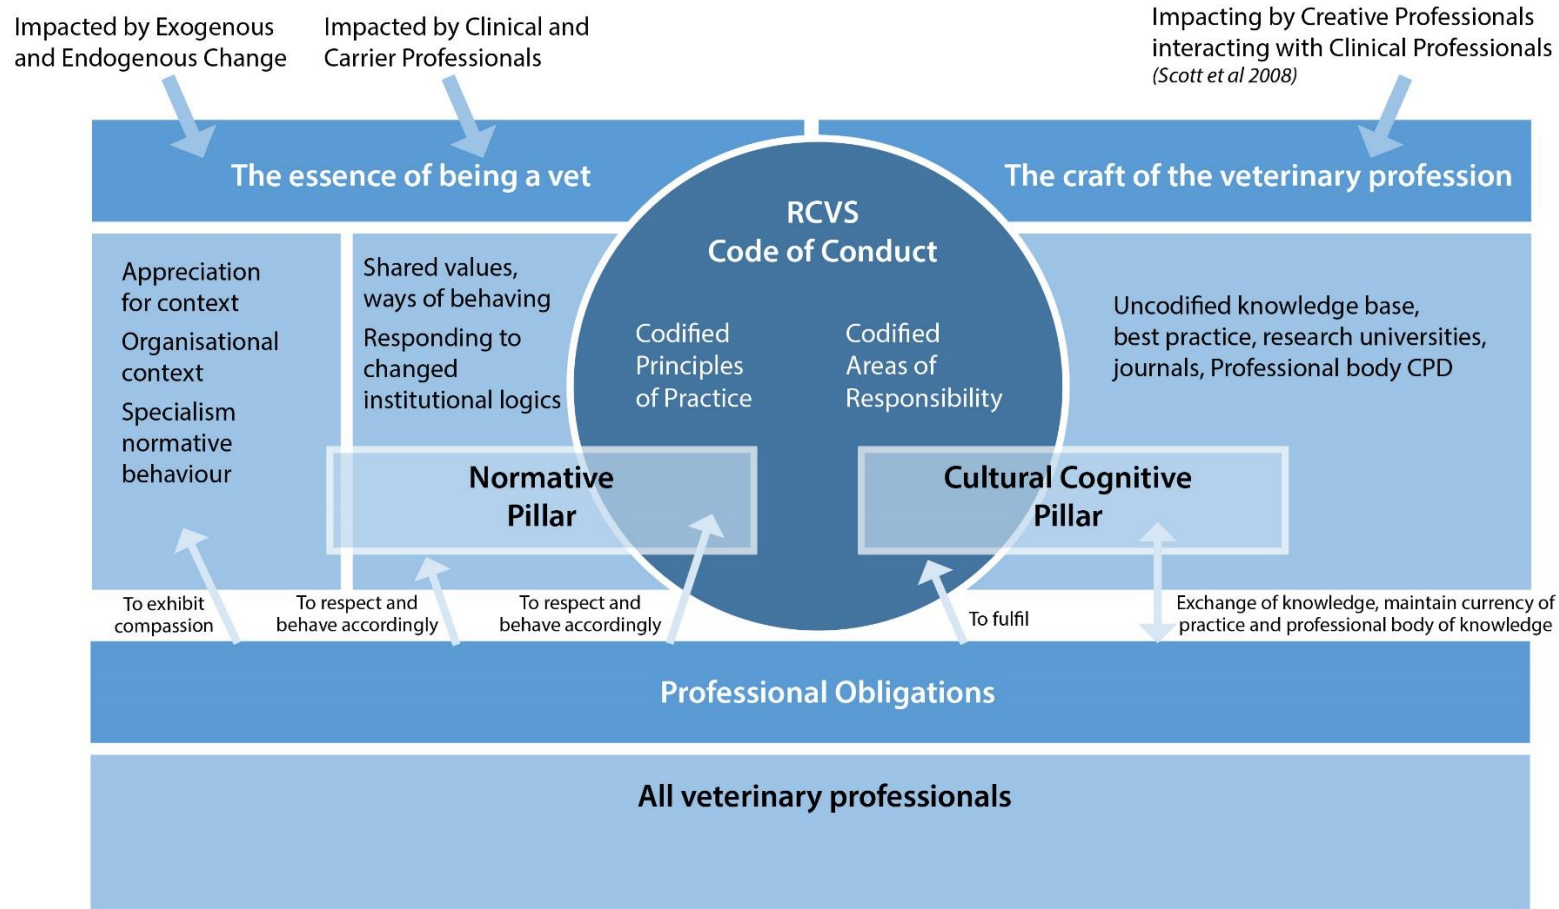 Impacted by Exogenous
and Endogenous Change
Impacted by Clinical and
Carrier Professionals
Impacting by Creative Professionals
interacting with Clinical Professionals
(Scott et al 2008)
The essence of being a vet
The craft of the veterinary profession
RCVS
Code of Conduct
Appreciation
for context
Organisational
context
Specialism
normative
behaviour
Shared values,
ways of behaving
Responding to
changed
institutional logics
Codified
Principles
of Practice
Codified
Areas of
Responsibility
Uncodified knowledge base,
best practice, research universities,
journals, Professional body CPD
Normative
Pillar
Cultural Cognitive
Pillar
To exhibit
compassion
To respect and
behave accordingly
To respect and
behave accordingly
To fulfil
Exchange of knowledge, maintain currency of
practice and professional body of knowledge
Professional Obligations
All veterinary professionals